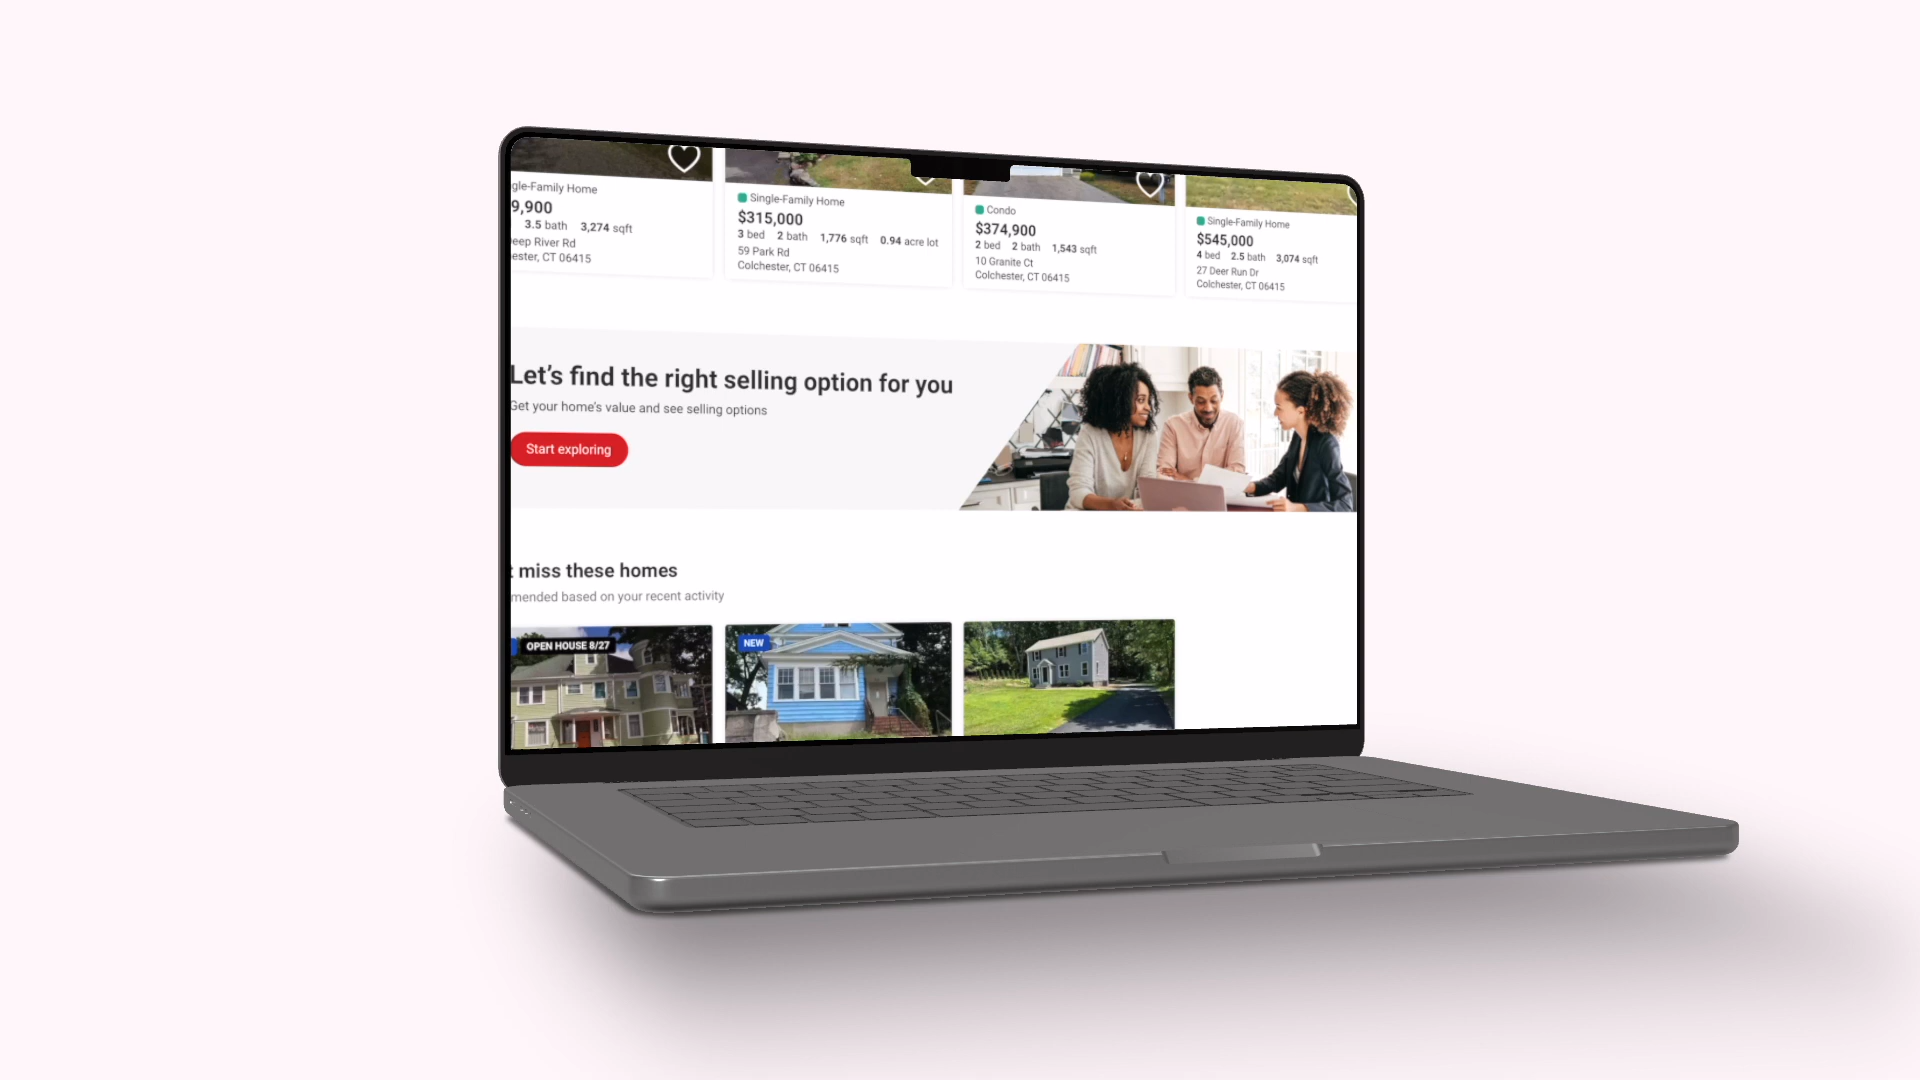 gle-Family Home
9,900
3.5 bath 3,274 sqft
eep River Rd
ester, CT 06415
Single-Family Home
$315,000
3 bed 2 bath 1,776 sqft 0.94 acre lot
59 Park Rd
Colchester, CT 06415
Condo
$374,900
2 bed 2 bath 1,543 sqft
10 Granite Ct
Colchester, CT 06415
Single-Family Home
$545,000
4 bed 2.5 bath 3,074 sqft
27 Deer Run Dr
Colchester, CT 06415
Let's find the right selling option for you
Get your home's value and see selling options
Start exploring
t miss these homes
mended based on your recent activity
OPEN HOUSE 8/27
NEW